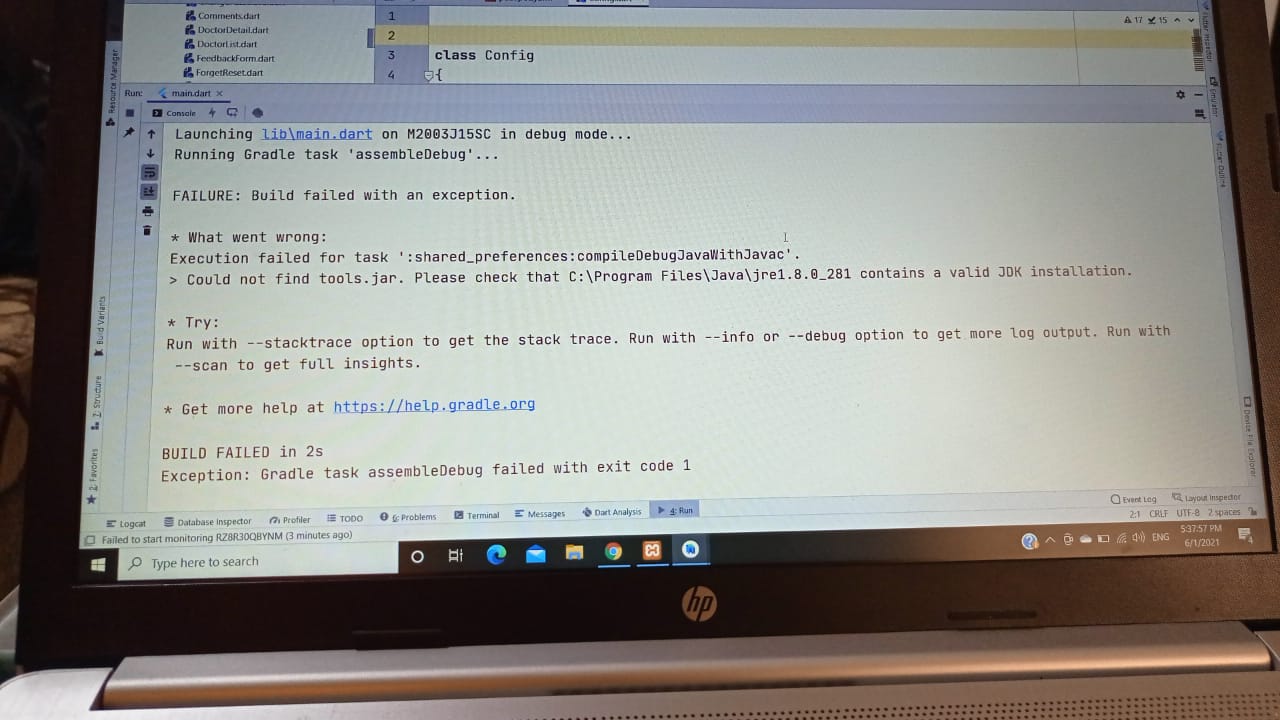 Comments.dart
DoctorDetail.dart
DoctorList.dart
FeedbackForm.dart
ForgetReset.dart
1
2
3 class Config
4 {
17 15
Resource Manager
Run: main.dart
Console
Launching lib\main.dart on M2003J15SC in debug mode...
Running Gradle task 'assembleDebug'...
FAILURE: Build failed with an exception.
* What went wrong:
Execution failed for task ':shared_preferences:compileDebugJavaWithJavac'.
> Could not find tools.jar. Please check that C:\Program Files\Java\jre1.8.0_281 contains a valid JDK installation.
* Try:
Run with --stacktrace option to get the stack trace. Run with --info or --debug option to get more log output. Run with
--scan to get full insights.
* Get more help at https://help.gradle.org
BUILD FAILED in 2s
Exception: Gradle task assembleDebug failed with exit code 1
Build Variants
Z: Structure
2: Favorites
Flutter Outline
Device File Explorer
Logcat Database Inspector Profiler TODO 6: Problems Terminal Messages Dart Analysis 4: Run
Event Log Layout Inspector
Failed to start monitoring RZ8R30QBYNM (3 minutes ago)
2:1 CRLF UTF-8 2 spaces
Type here to search
ENG
5:37:57 PM
6/1/2021
4
hp